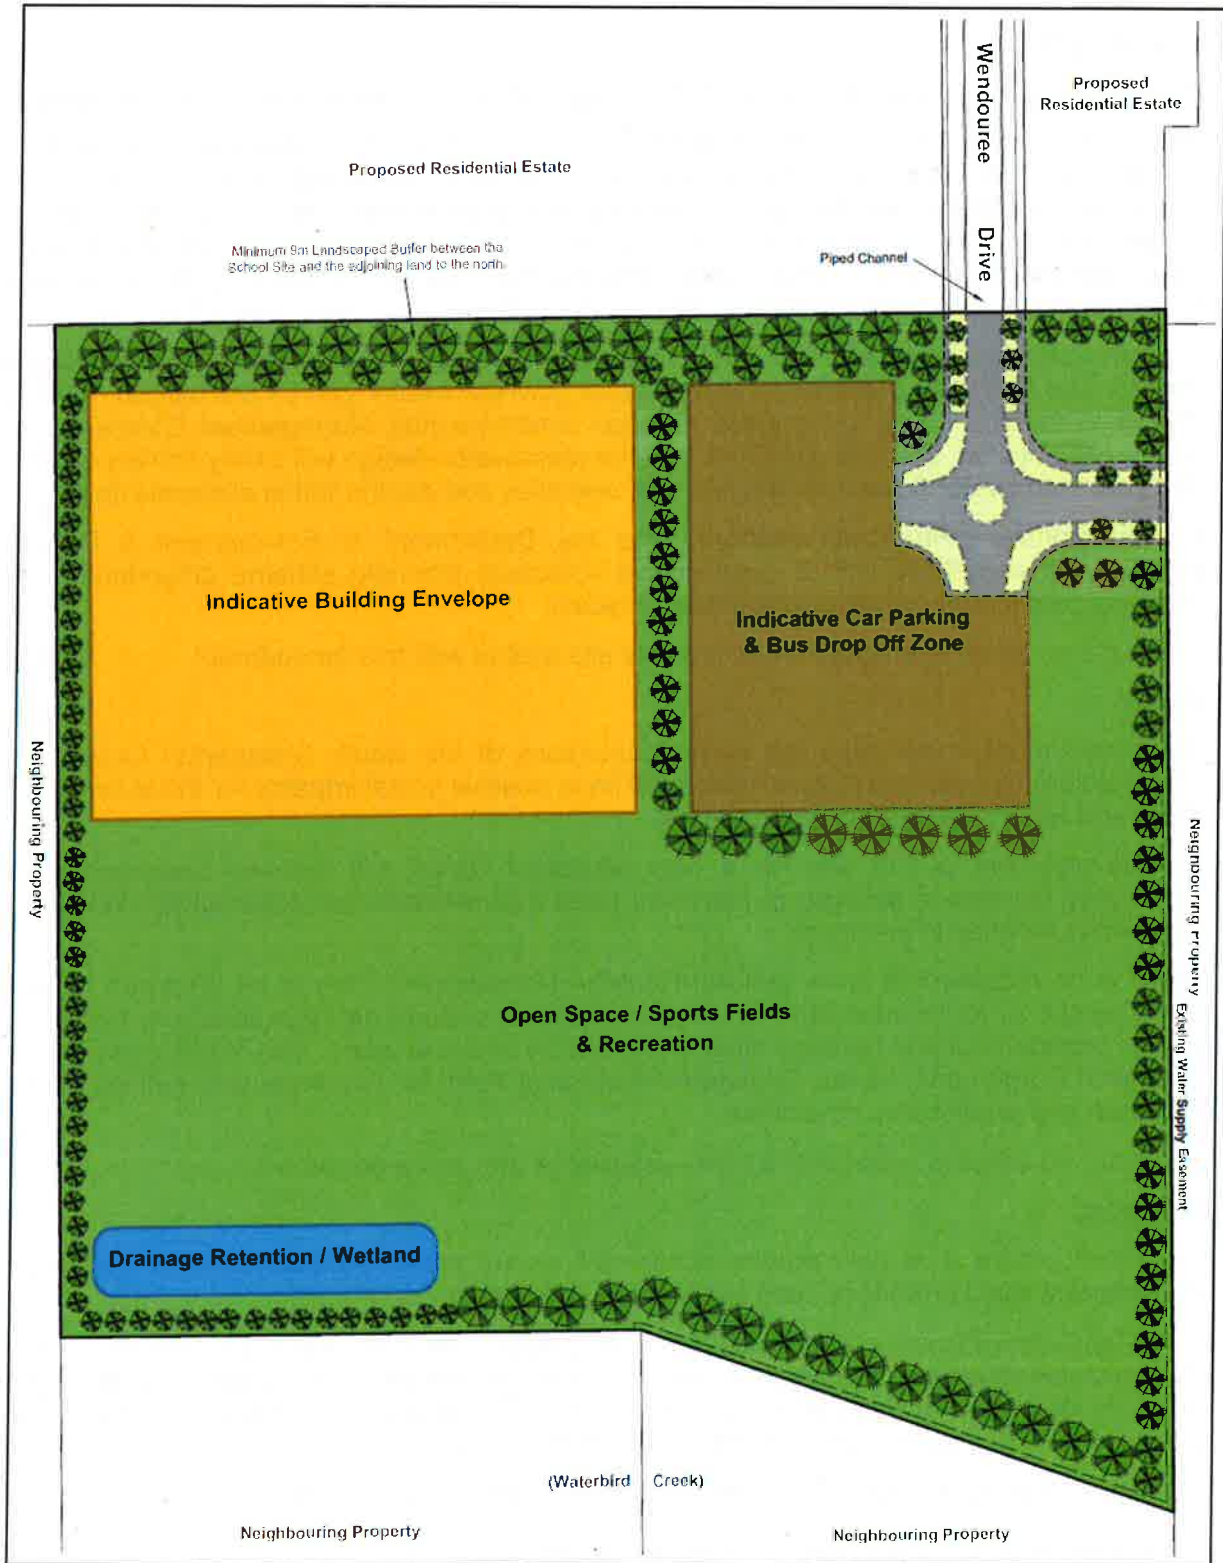 Wendouree Drive
Proposed
Residential Estate
Proposed Residential Estate
Minimum 9m Landscaped Buffer between the
School Site and the adjoining land to the north.
Piped Channel
Indicative Building Envelope
Indicative Car Parking
& Bus Drop Off Zone
Neighbouring Property
Neighbouring Property
Existing Water Supply Easement
Open Space / Sports Fields
& Recreation
Drainage Retention / Wetland
(Waterbird Creek)
Neighbouring Property
Neighbouring Property